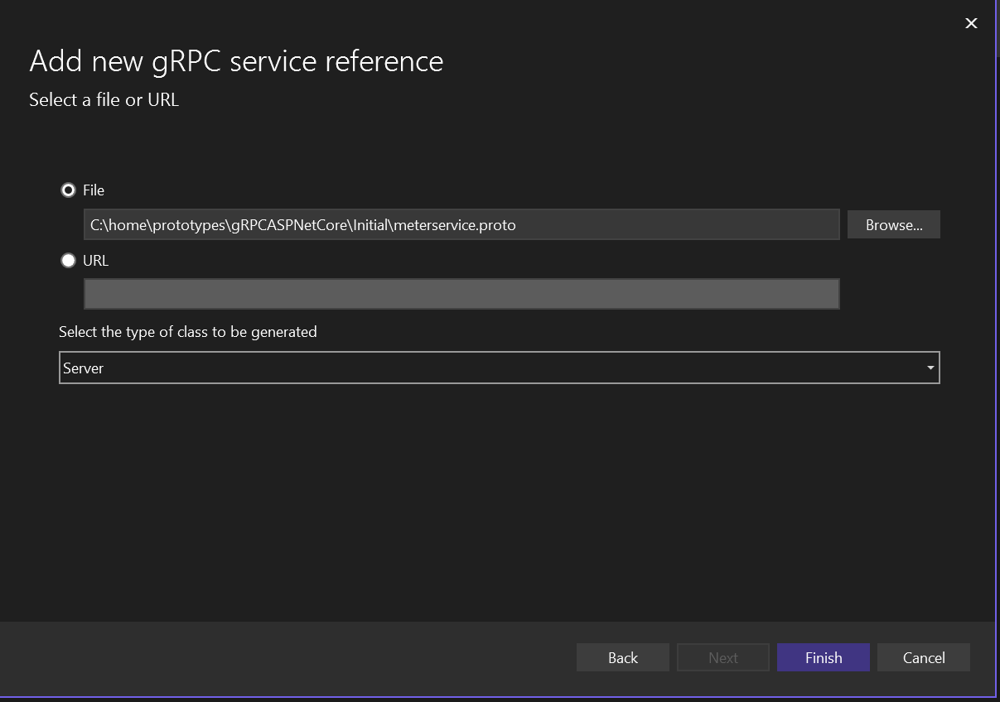 Add new gRPC service reference
Select a file or URL
File
C:\home\prototypes\gRPCASPNetCore\Initial\meterservice.proto
Browse...
URL
Select the type of class to be generated
Server
Back
Next
Finish
Cancel